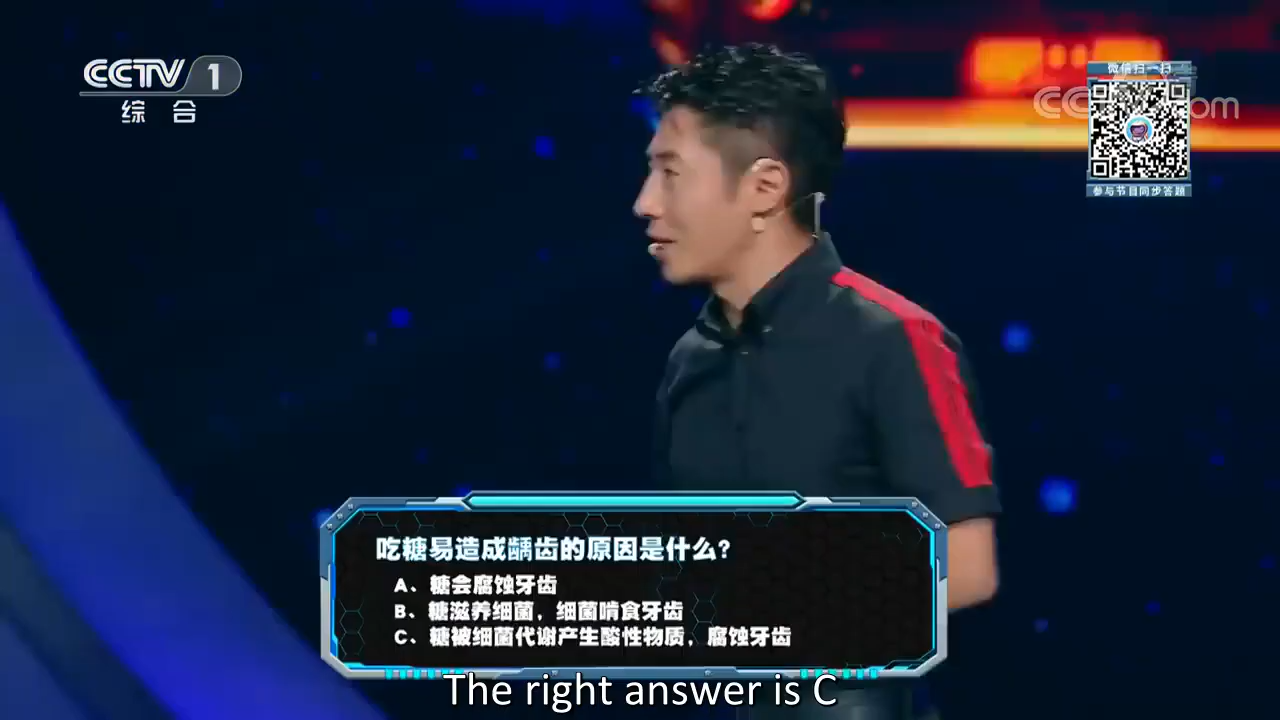 CCTV 1
综合
微信扫一扫
CC om
参与节目同步答题
吃糖易造成龋齿的原因是什么?
A、糖会腐蚀牙齿
B、糖滋养细菌，细菌啃食牙齿
C、糖被细菌代谢产生酸性物质，腐蚀牙齿
The right answer is C